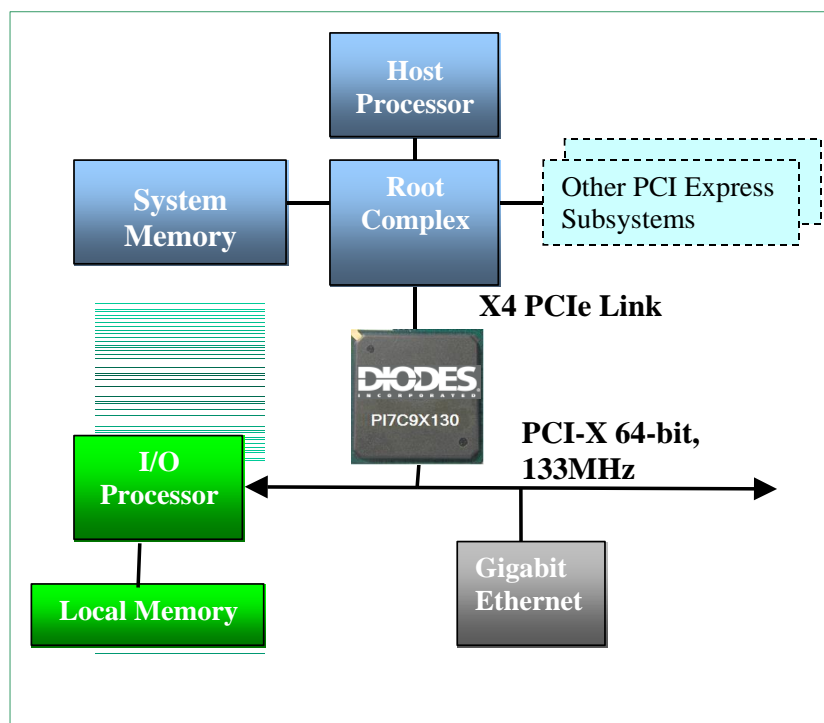 Host
Processor
System
Memory
Root
Complex
Other PCI Express
Subsystems
X4 PCIe Link
DIODES
INCORPORATED
PI7C9X130
PCI-X 64-bit,
133MHz
I/O
Processor
Gigabit
Ethernet
Local Memory